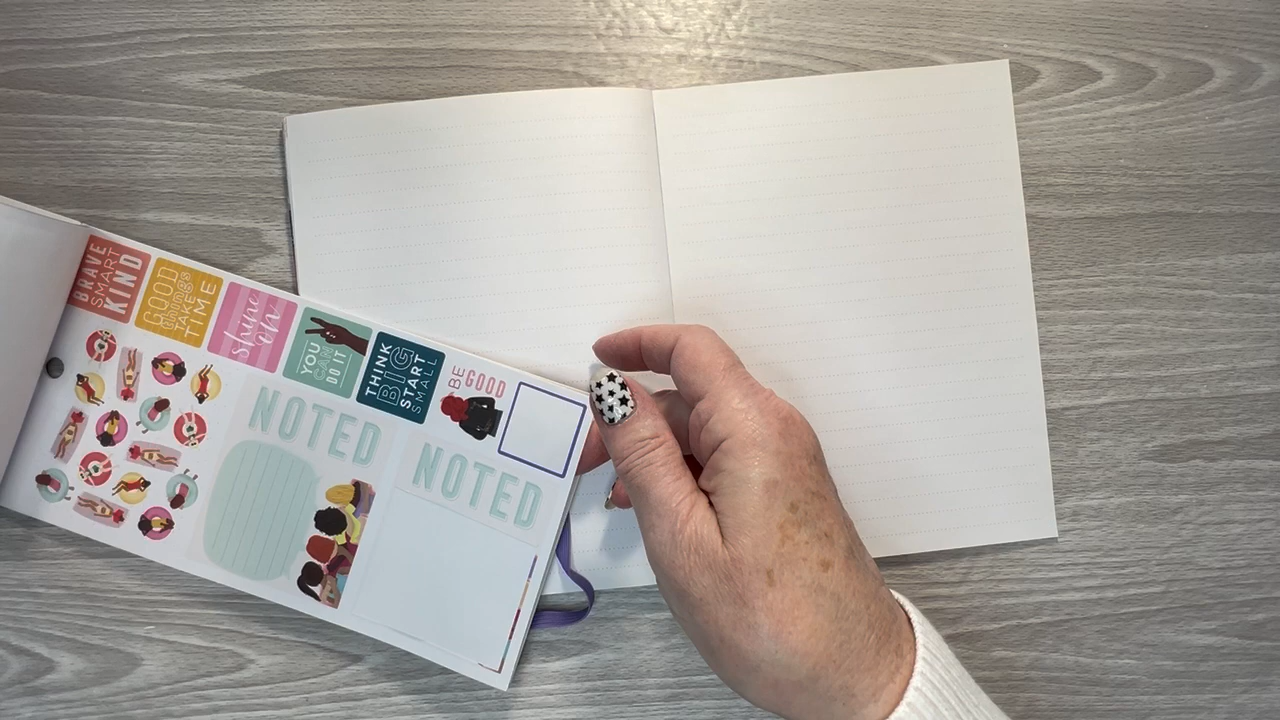 BRAVE
SMART
KIND
GOOD
things
TAKES
TIME
shine
on
YOU
CAN
DO IT
THINK
BIG
START
SMALL
BE GOOD
NOTED
NOTED